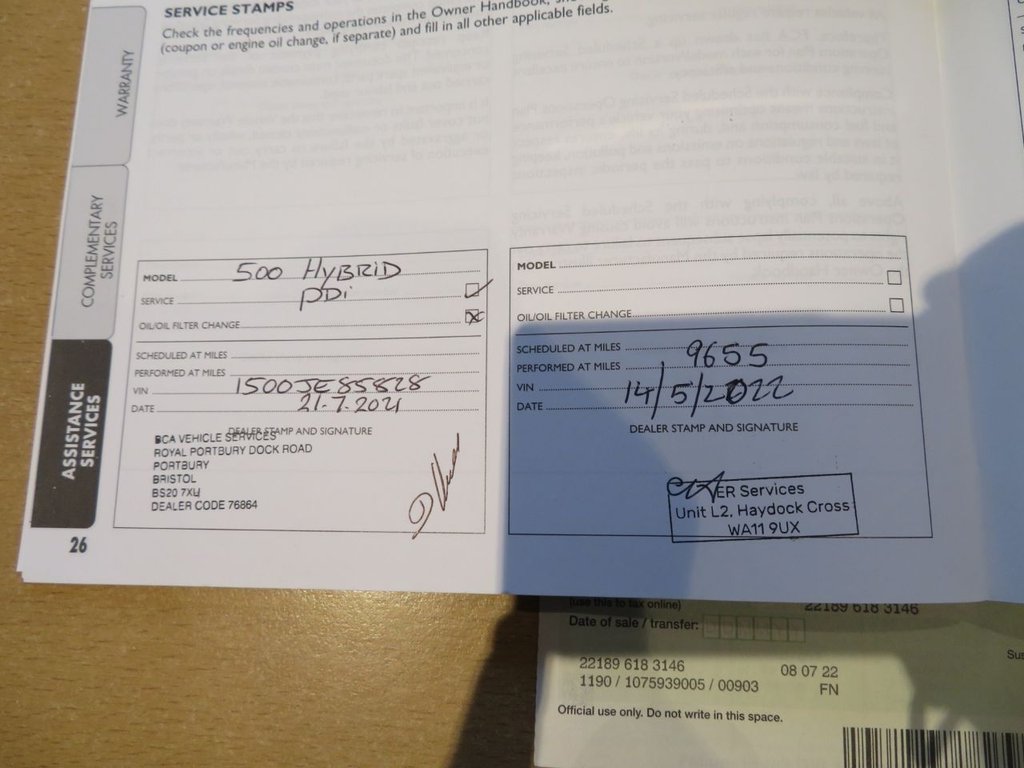 SERVICE STAMPS
Check the frequencies and operations in the Owner Handbook,
(coupon or engine oil change, if separate) and fill in all other applicable fields.
WARRANTY
COMPLEMENTARY
SERVICES
ASSISTANCE
SERVICES
26
MODEL 500 HYBRID
SERVICE PDi
OIL/OIL FILTER CHANGE
SCHEDULED AT MILES
PERFORMED AT MILES
VIN 1500JE85828
DATE 21.7.2021
DEALER STAMP AND SIGNATURE
BCA VEHICLE SERVICES
ROYAL PORTBURY DOCK ROAD
PORTBURY
BRISTOL
BS20 7XU
DEALER CODE 76864
MODEL
SERVICE
OIL/OIL FILTER CHANGE
SCHEDULED AT MILES
PERFORMED AT MILES 9655
VIN
DATE 14/5/2022
DEALER STAMP AND SIGNATURE
ER Services
Unit L2, Haydock Cross
WA11 9UX
(use this to tax online)
22189 618 3146
Date of sale / transfer:
22189 618 3146 08 07 22
1190 / 1075939005 / 00903 FN
Official use only. Do not write in this space.